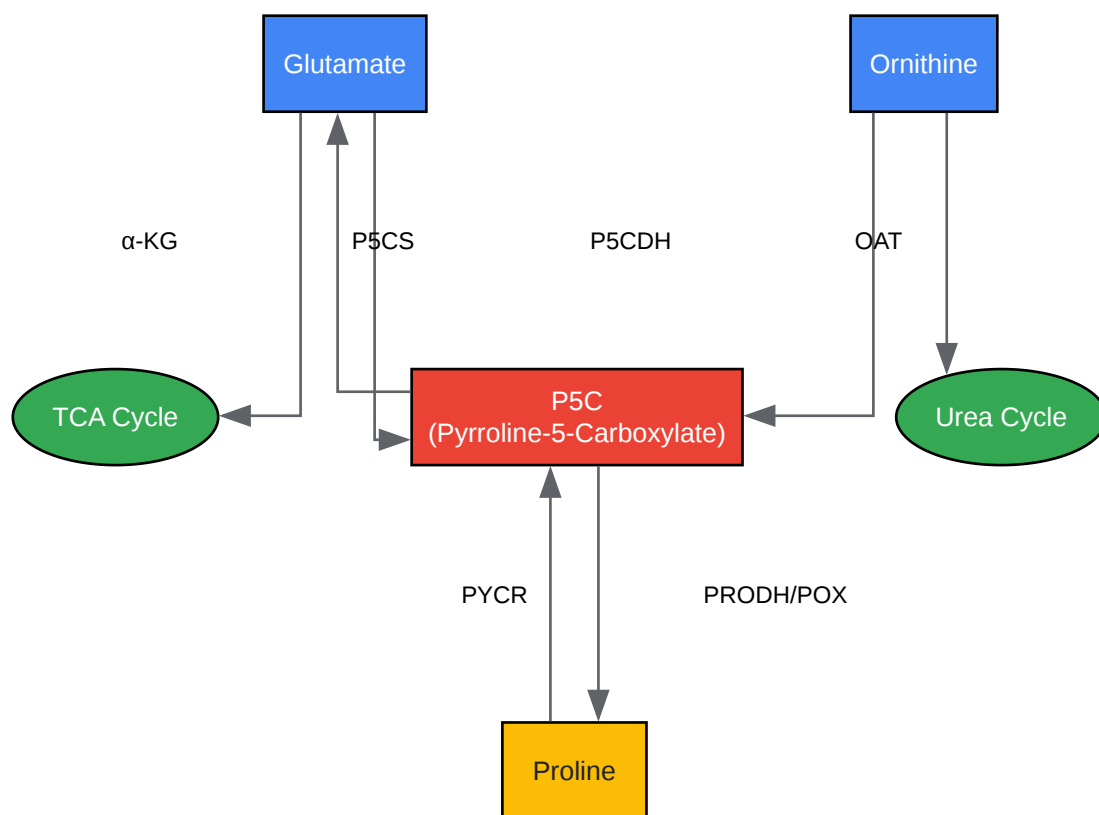 Glutamate
Ornithine
α-KG
P5CS
P5CDH
OAT
TCA Cycle
P5C
(Pyrroline-5-Carboxylate)
Urea Cycle
PYCR
PRODH/POX
Proline